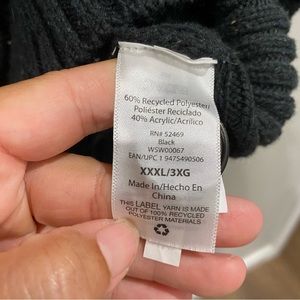 60% Recycled Polyester/
Poliéster Reciclado
40% Acrylic/Acrílico
RN# 52469
Black
WSW00067
EAN/UPC 1 9475490506
XXXL/3XG
Made In/Hecho En
China
THIS LABEL YARN IS MADE
OUT OF 100% RECYCLED
POLYESTER MATERIALS